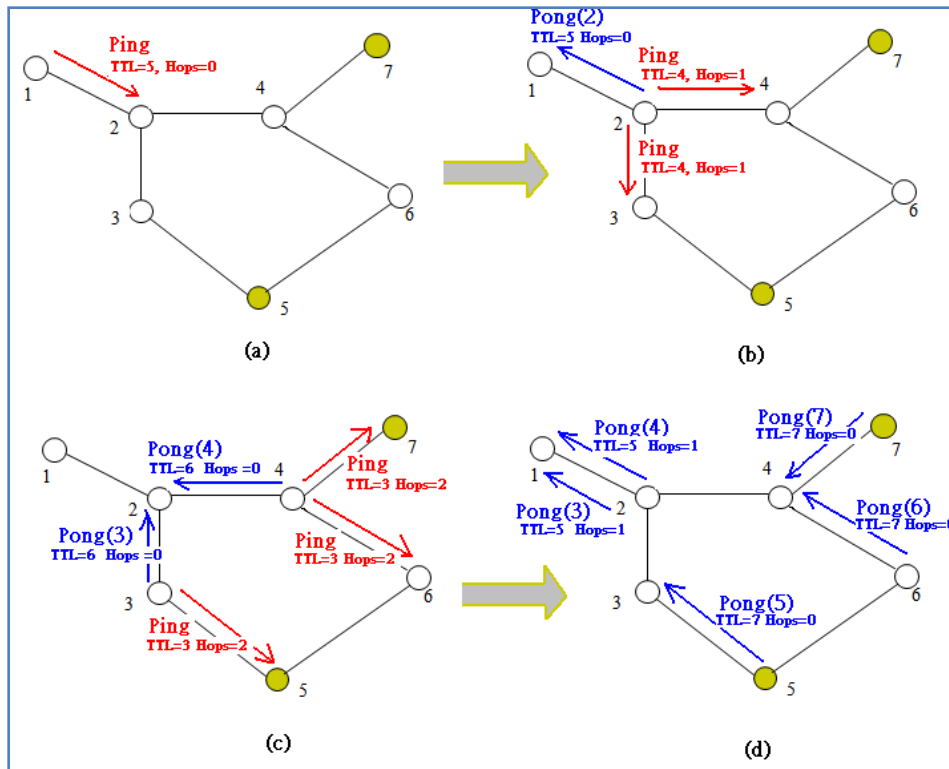 Ping
TTL=5, Hops=0
1
2
4
7
3
6
5
(a)
Pong(2)
TTL=5 Hops=0
Ping
TTL=4, Hops=1
4
7
1
2
Ping
TTL=4, Hops=1
3
6
5
(b)
Pong(4)
TTL=6 Hops =0
4
7
Ping
TTL=3 Hops=2
1
2
Pong(3)
TTL=6 Hops =0
Ping
TTL=3 Hops=2
3
6
Ping
TTL=3 Hops=2
5
(c)
Pong(4)
TTL=5 Hops=1
Pong(7)
TTL=7 Hops=0
7
1
4
2
Pong(3)
TTL=5 Hops=1
Pong(6)
TTL=7 Hops=0
3
6
Pong(5)
TTL=7 Hops=0
5
(d)